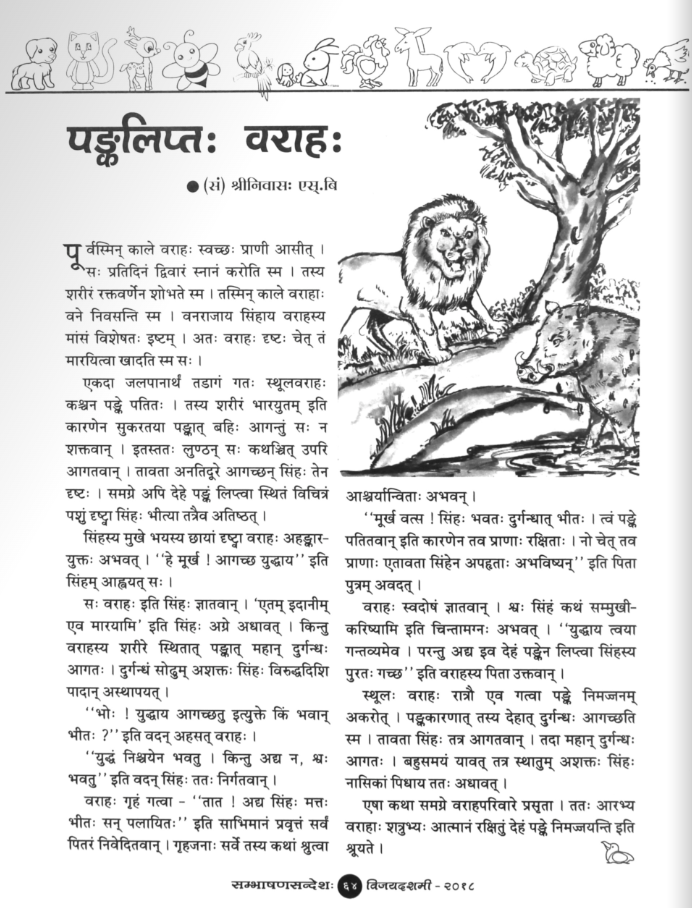 पङ्कलिप्तः वराहः
● (सं) श्रीनिवासः एस्.बि
पूर्वस्मिन् काले वराहः स्वच्छः प्राणी आसीत् ।
सः प्रतिदिनं द्विवारं स्नानं करोति स्म । तस्य
शरीरं रक्तवर्णेन शोभते स्म । तस्मिन् काले वराहाः
वने निवसन्ति स्म । वनराजाय सिंहाय वराहस्य
मांसं विशेषतः इष्टम् । अतः वराहः दृष्टः चेत् तं
मारयित्वा खादति स्म सः ।
एकदा जलपानार्थं तडागं गतः स्थूलवराहः
कश्चन पङ्के पतितः । तस्य शरीरं भारयुतम् इति
कारणेन सुकरतया पङ्कात् बहिः आगन्तुं सः न
शक्तवान् । इतस्ततः लुण्ठन् सः कथञ्चित् उपरि
आगतवान् । तावता अनतिदूरे आगच्छन् सिंहः तेन
दृष्टः । समग्रे अपि देहे पङ्कं लिप्त्वा स्थितं विचित्रं
पशुं दृष्ट्वा सिंहः भीत्या तत्रैव अतिष्ठत् ।
सिंहस्य मुखे भयस्य छायां दृष्ट्वा वराहः अहङ्कार-
युक्तः अभवत् । ‘‘हे मूर्ख ! आगच्छ युद्धाय’’ इति
सिंहम् आह्वयत् सः ।
सः वराहः इति सिंहः ज्ञातवान् । ‘एतम् इदानीम्
एव मारयामि’ इति सिंहः अग्रे अधावत् । किन्तु
वराहस्य शरीरे स्थितात् पङ्कात् महान् दुर्गन्धः
आगतः । दुर्गन्धं सोढुम् अशक्तः सिंहः विरुद्धदिशि
पादान् अस्थापयत् ।
‘‘भोः ! युद्धाय आगच्छतु इत्युक्ते किं भवान्
भीतः ?’’ इति वदन् अहसत् वराहः ।
‘‘युद्धं निश्चयेन भवतु । किन्तु अद्य न, श्वः
भवतु’’ इति वदन् सिंहः ततः निर्गतवान् ।
वराहः गृहं गत्वा - ‘‘तात ! अद्य सिंहः मत्तः
भीतः सन् पलायितः’’ इति साभिमानं प्रवृत्तं सर्वं
पितरं निवेदितवान् । गृहजनाः सर्वे तस्य कथां श्रुत्वा
आश्चर्यान्विताः अभवन् ।
‘‘मूर्ख वत्स ! सिंहः भवतः दुर्गन्धात् भीतः । त्वं पङ्के
पतितवान् इति कारणेन तव प्राणाः रक्षिताः । नो चेत् तव
प्राणाः एतावता सिंहेन अपहृताः अभविष्यन्’’ इति पिता
पुत्रम् अवदत् ।
वराहः स्वदोषं ज्ञातवान् । श्वः सिंहं कथं सम्मुखी-
करिष्यामि इति चिन्तामग्नः अभवत् । ‘‘युद्धाय त्वया
गन्तव्यमेव । परन्तु अद्य इव देहं पङ्केन लिप्त्वा सिंहस्य
पुरतः गच्छ’’ इति वराहस्य पिता उक्तवान् ।
स्थूलः वराहः रात्रौ एव गत्वा पङ्के निमज्जनम्
अकरोत् । पङ्ककारणात् तस्य देहात् दुर्गन्धः आगच्छति
स्म । तावता सिंहः तत्र आगतवान् । तदा महान् दुर्गन्धः
आगतः । बहुसमयं यावत् तत्र स्थातुम् अशक्तः सिंहः
नासिकां पिधाय ततः अधावत् ।
एषा कथा समग्रे वराहपरिवारे प्रसृता । ततः आरभ्य
वराहाः शत्रुभ्यः आत्मानं रक्षितुं देहं पङ्के निमज्जयन्ति इति
श्रूयते ।
सम्भाषणसन्देशः ६४ विजयदशमी - २०१८